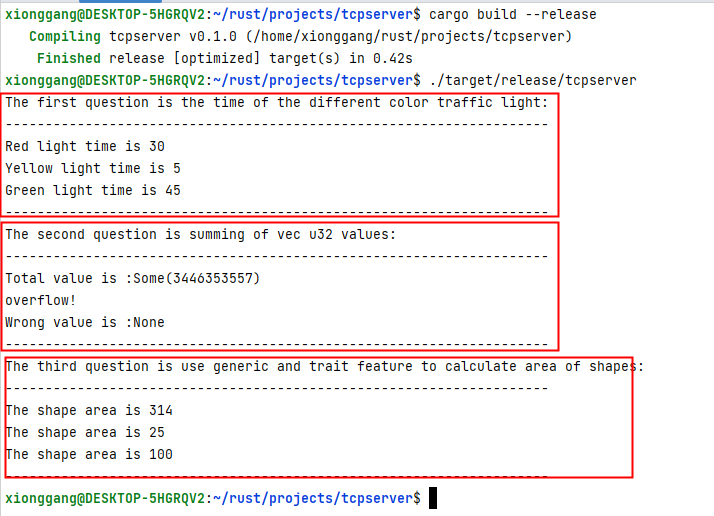 xionggang@DESKTOP-5HGRQV2:~/rust/projects/tcpserver$ cargo build --release
   Compiling tcpserver v0.1.0 (/home/xionggang/rust/projects/tcpserver)
    Finished release [optimized] target(s) in 0.42s
xionggang@DESKTOP-5HGRQV2:~/rust/projects/tcpserver$ ./target/release/tcpserver
The first question is the time of the different color traffic light:
--------------------------------------------------------------------
Red light time is 30
Yellow light time is 5
Green light time is 45
--------------------------------------------------------------------
The second question is summing of vec u32 values:
--------------------------------------------------------------------
Total value is :Some(3446353557)
overflow!
Wrong value is :None
--------------------------------------------------------------------
The third question is use generic and trait feature to calculate area of shapes:
--------------------------------------------------------------------
The shape area is 314
The shape area is 25
The shape area is 100
--------------------------------------------------------------------
xionggang@DESKTOP-5HGRQV2:~/rust/projects/tcpserver$